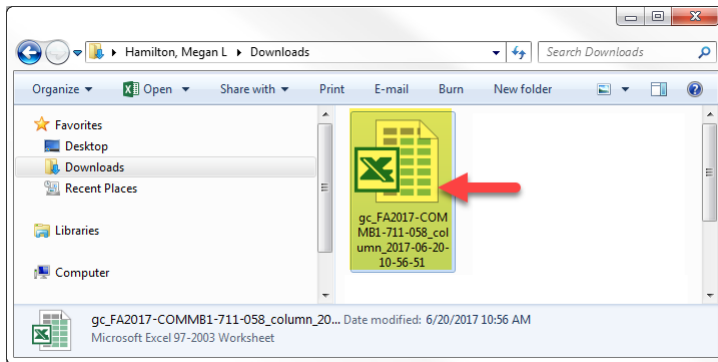 Hamilton, Megan L Downloads Search Downloads
Organize Open Share with Print E-mail Burn New folder
Favorites
Desktop
Downloads
Recent Places
Libraries
Computer
gc_FA2017-COM
MB1-711-058_col
umn_2017-06-20-
10-56-51
gc_FA2017-COMMB1-711-058_column_20... Date modified: 6/20/2017 10:56 AM
Microsoft Excel 97-2003 Worksheet